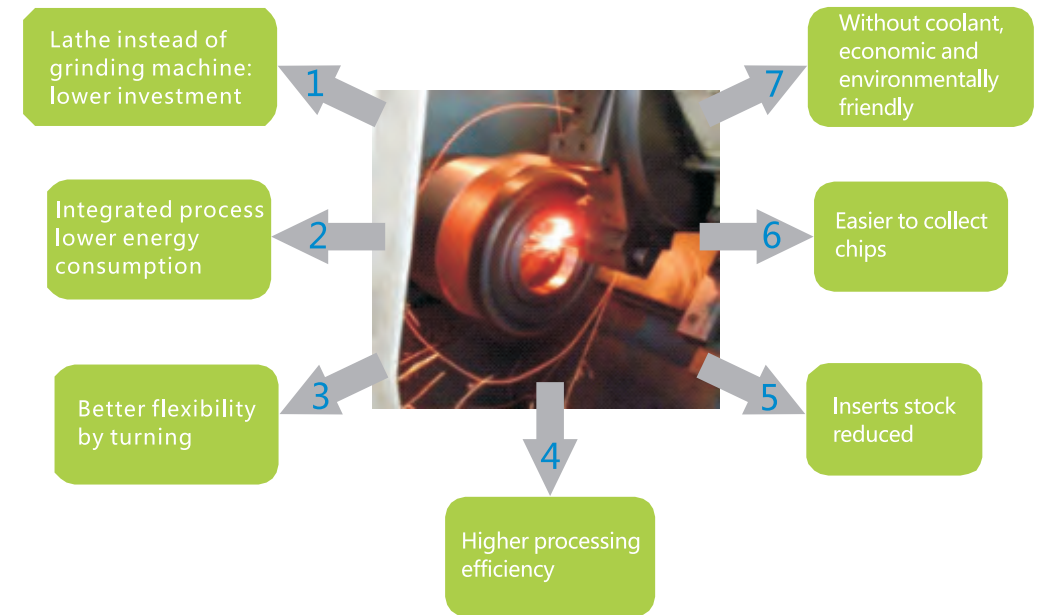 Lathe instead of
grinding machine:
lower investment
1
Integrated process
lower energy
consumption
2
Better flexibility
by turning
3
Higher processing
efficiency
4
Inserts stock
reduced
5
Easier to collect
chips
6
Without coolant,
economic and
environmentally
friendly
7